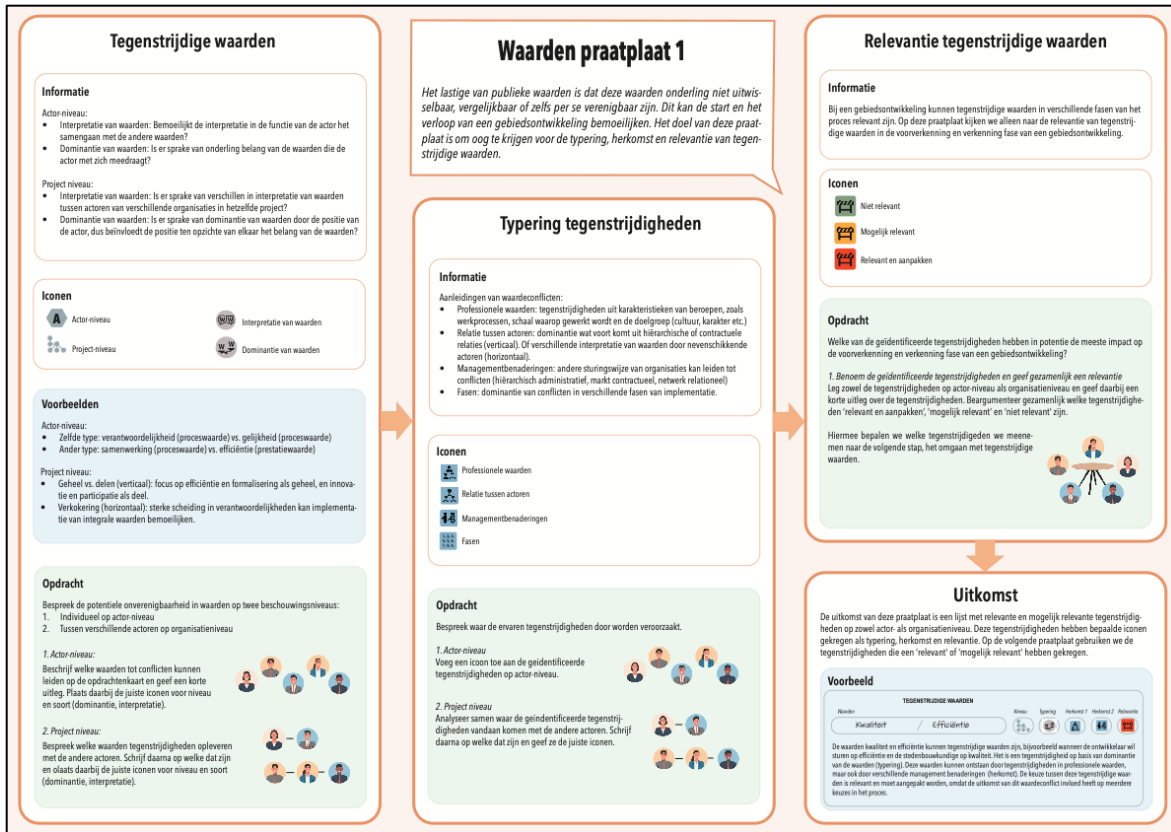 Tegenstrijdige waarden
Informatie
Actor-niveau:
• Interpretatie van waarden: Bemoeilijkt de interpretatie in de functie van de actor het
samengaan met de andere waarden?
• Dominantie van waarden: Is er sprake van onderling belang van de waarden die de
actor met zich meedraagt?
Project niveau:
• Interpretatie van waarden: Is er sprake van verschillen in interpretatie van waarden
tussen actoren van verschillende organisaties in hetzelfde project?
• Dominantie van waarden: Is er sprake van dominantie van waarden door de positie van
de actor, dus beïnvloedt de positie ten opzichte van elkaar het belang van de waarden?
Iconen
A Actor-niveau
Project-niveau
W/W Interpretatie van waarden
W W Dominantie van waarden
Voorbeelden
Actor-niveau:
• Zelfde type: verantwoordelijkheid (proceswaarde) vs. gelijkheid (proceswaarde)
• Ander type: samenwerking (proceswaarde) vs. efficiëntie (prestatiewaarde)
Project niveau:
• Geheel vs. delen (verticaal): focus op efficiëntie en formalisering als geheel, en innova-
tie en participatie als deel.
• Verkokering (horizontaal): sterke scheiding in verantwoordelijkheden kan implementa-
tie van integrale waarden bemoeilijken.
Opdracht
Bespreek de potentiele onverenigbaarheid in waarden op twee beschouwingsniveaus:
1. Individueel op actor-niveau
2. Tussen verschillende actoren op organisatieniveau
1. Actor-niveau:
Beschrijf welke waarden tot conflicten kunnen
leiden op de opdrachtenkaart en geef een korte
uitleg. Plaats daarbij de juiste iconen voor niveau
en soort (dominantie, interpretatie).
2. Project niveau:
Bespreek welke waarden tegenstrijdigheden opleveren
met de andere actoren. Schrijf daarna op welke dat zijn
en olaats daarbij de juiste iconen voor niveau en soort
(dominantie, interpretatie).
Waarden praatplaat 1
Het lastige van publieke waarden is dat deze waarden onderling niet uitwis-
selbaar, vergelijkbaar of zelfs per se verenigbaar zijn. Dit kan de start en het
verloop van een gebiedsontwikkeling bemoeilijken. Het doel van deze praat-
plaat is om oog te krijgen voor de typering, herkomst en relevantie van tegen-
strijdige waarden.
Typering tegenstrijdigheden
Informatie
Aanleidingen van waardeconflicten:
• Professionele waarden: tegenstrijdigheden uit karakteristieken van beroepen, zoals
werkprocessen, schaal waarop gewerkt wordt en de doelgroep (cultuur, karakter etc.)
• Relatie tussen actoren: dominantie wat voort komt uit hiërarchische of contractuele
relaties (verticaal). Of verschillende interpretatie van waarden door nevenschikkende
actoren (horizontaal).
• Managementbenaderingen: andere sturingswijze van organisaties kan leiden tot
conflicten (hiërarchisch administratief, markt contractueel, netwerk relationeel)
• Fasen: dominantie van conflicten in verschillende fasen van implementatie.
Iconen
Professionele waarden
Relatie tussen actoren
Managementbenaderingen
Fasen
Opdracht
Bespreek waar de ervaren tegenstrijdigheden door worden veroorzaakt.
1. Actor-niveau
Voeg een icoon toe aan de geïdentificeerde
tegenstrijdigheden op actor-niveau.
2. Project niveau
Analyseer samen waar de geindentificeerde tegenstrij-
digheden vandaan komen met de andere actoren. Schrijf
daarna op welke dat zijn en geef ze de juiste iconen.
Relevantie tegenstrijdige waarden
Informatie
Bij een gebiedsontwikkeling kunnen tegenstrijdige waarden in verschillende fasen van het
proces relevant zijn. Op deze praatplaat kijken we alleen naar de relevantie van tegenstrij-
dige waarden in de voorverkenning en verkenning fase van een gebiedsontwikkeling.
Iconen
Niet relevant
Mogelijk relevant
Relevant en aanpakken
Opdracht
Welke van de geïdentificeerde tegenstrijdigheden hebben in potentie de meeste impact op
de voorverkenning en verkenning fase van een gebiedsontwikkeling?
1. Benoem de geïdentificeerde tegenstrijdigheden en geef gezamenlijk een relevantie
Leg zowel de tegenstrijdigheden op actor-niveau als organisatieniveau en geef daarbij een
korte uitleg over de tegenstrijdigheden. Beargumenteer gezamenlijk welke tegenstrijdighe-
den 'relevant en aanpakken', 'mogelijk relevant' en 'niet relevant' zijn.
Hiermee bepalen we welke tegenstrijdigeden we meene-
men naar de volgende stap, het omgaan met tegenstrijdige
waarden.
Uitkomst
De uitkomst van deze praatplaat is een lijst met relevante en mogelijk relevante tegenstrijdig-
heden op zowel actor- als organisatieniveau. Deze tegenstrijdigheden hebben bepaalde iconen
gekregen als typering, herkomst en relevantie. Op de volgende praatplaat gebruiken we de
tegenstrijdigheden die een 'relevant' of 'mogelijk relevant' hebben gekregen.
Voorbeeld
TEGENSTRIJDIGE WAARDEN
Waarden Niveau Typering Herkomst 1 Herkomst 2 Relevantie
Kwaliteit / Efficiëntie
De waarden kwaliteit en efficiëntie kunnen tegenstrijdige waarden zijn, bijvoorbeeld wanneer de ontwikkelaar wil
sturen op efficiëntie en de stedenbouwkundige op kwaliteit. Het is een tegenstrijdigheid op basis van dominantie
van de waarden (typering). Deze waarden kunnen ontstaan door tegenstrijdigheden in professionele waarden,
maar ook door verschillende management benaderingen (herkomst). De keuze tussen deze tegenstrijdige waar-
den is relevant en moet aangepakt worden, omdat de uitkomst van dit waardeconflict invloed heeft op meerdere
keuzes in het proces.